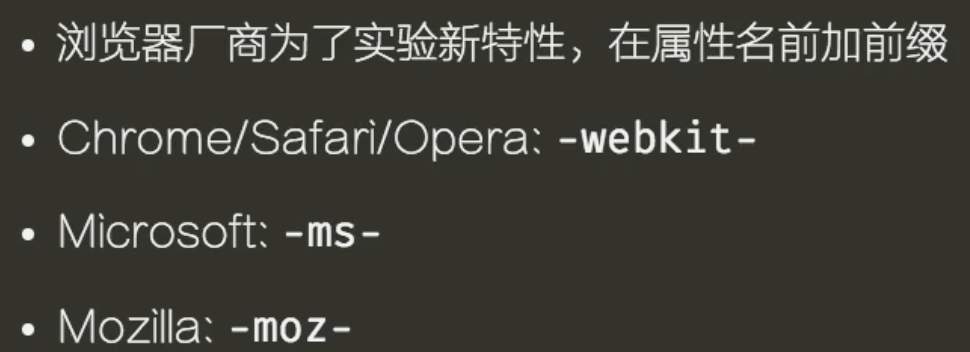 • 浏览器厂商为了实验新特性，在属性名前加前缀
• Chrome/Safari/Opera: -webkit-
• Microsoft: -ms-
• Mozilla: -moz-